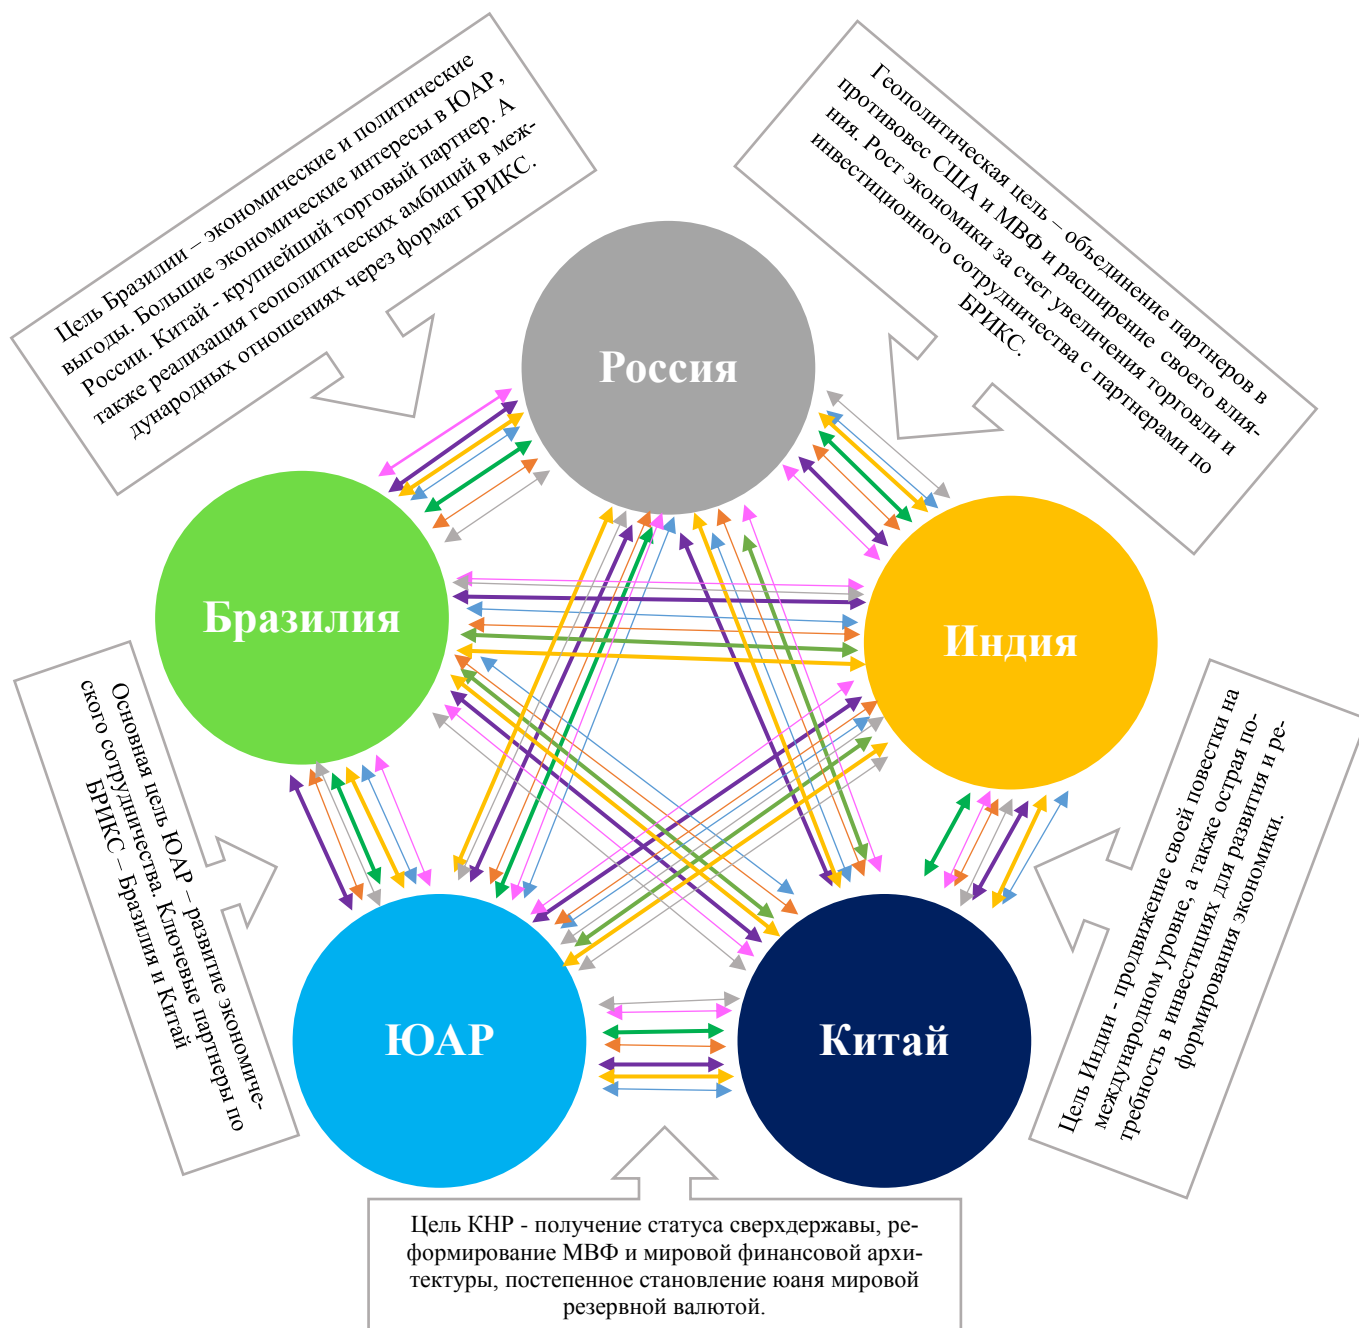 Цель Бразилии – экономические и политические
выгоды. Большие экономические интересы в ЮАР,
России. Китай - крупнейший торговый партнер. А
также реализация геополитических амбиций в меж-
дународных отношениях через формат БРИКС.
Геополитическая цель – объединение партнеров в
противовес США и МВФ и расширение своего влия-
ния. Рост экономики за счет увеличения торговли и
инвестиционного сотрудничества с партнерами по
БРИКС.
Россия
Бразилия
Индия
Основная цель ЮАР – развитие экономиче-
ского сотрудничества. Ключевые партнеры по
БРИКС – Бразилия и Китай
Цель Индии - продвижение своей повестки на
международном уровне, а также острая по-
требность в инвестициях для развития и ре-
формирования экономики.
ЮАР
Китай
Цель КНР - получение статуса сверхдержавы, ре-
формирование МВФ и мировой финансовой архи-
тектуры, постепенное становление юаня мировой
резервной валютой.